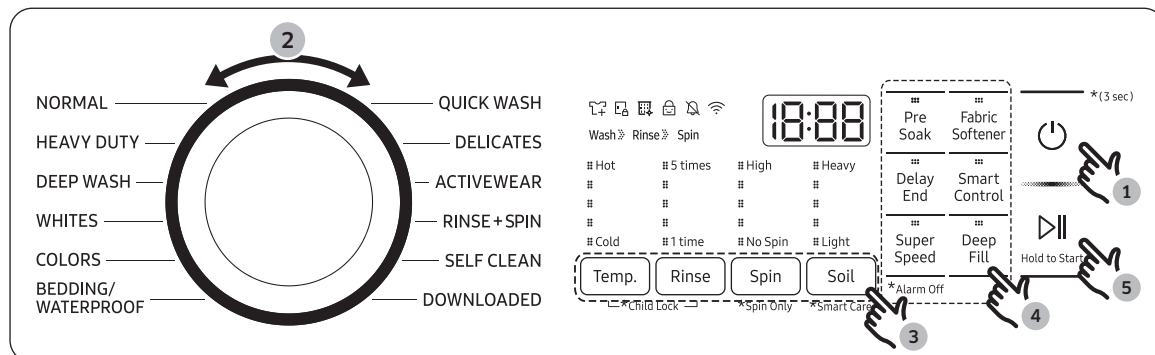 2
NORMAL
HEAVY DUTY
DEEP WASH
WHITES
COLORS
BEDDING/
WATERPROOF
QUICK WASH
DELICATES
ACTIVEWEAR
RINSE+SPIN
SELF CLEAN
DOWNLOADED
18:88
Wash Rinse Spin
Hot 5 times High Heavy
Cold 1 time No Spin Light
Temp. Rinse Spin Soil
*Child Lock *Spin Only *Smart Care
3
Pre
Soak
Fabric
Softener
Delay
End
Smart
Control
Super
Speed
Deep
Fill
*Alarm Off
4
*(3 sec)
1
Hold to Start
5